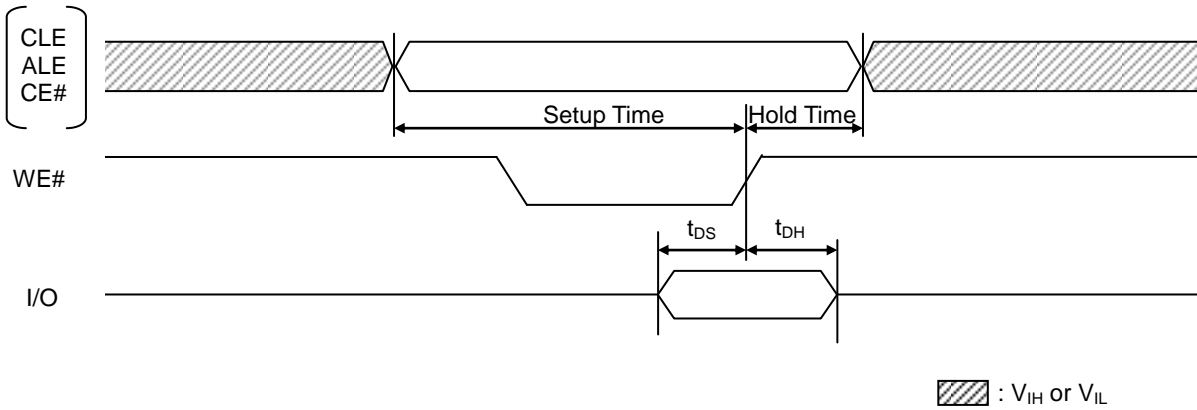 CLE
ALE
CE#
Setup Time
Hold Time
WE#
tDS
tDH
I/O
: VIH or VIL